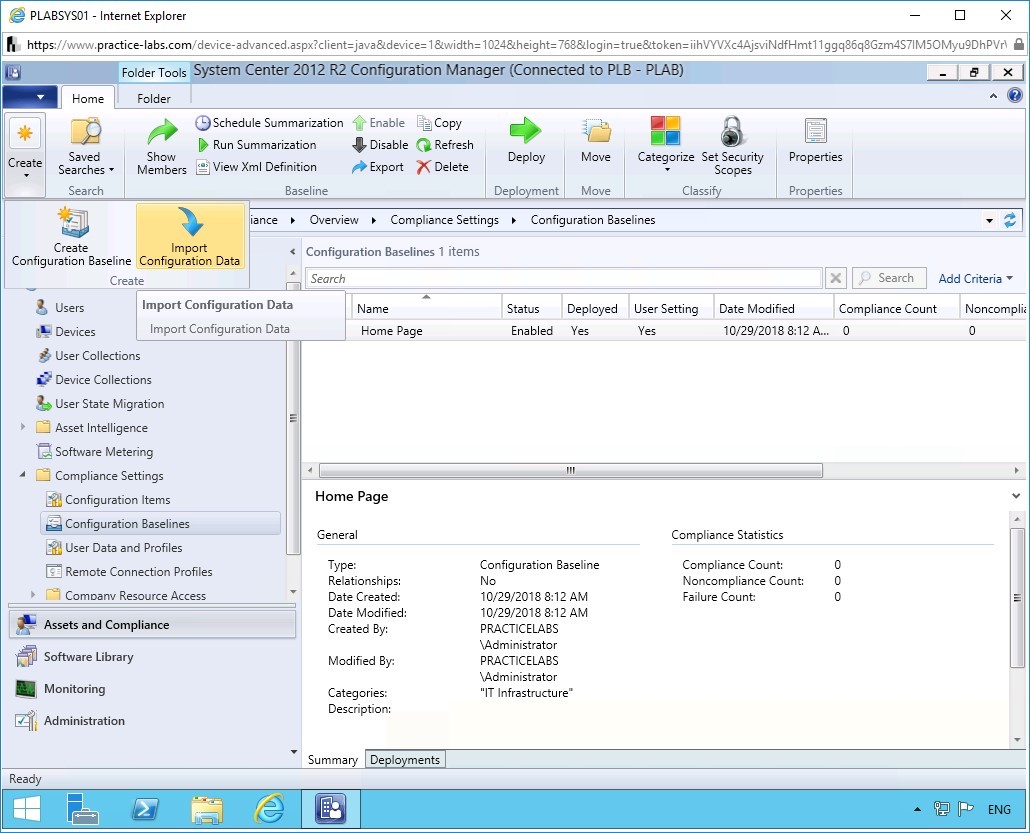 PLABSYS01 - Internet Explorer
https://www.practice-labs.com/device-advanced.aspx?client=java&device=1&width=1024&height=768&login=true&token=iihVYVXc4AjsviNdfHmt11ggq86q8Gzm4S7lM5OMyu9DhPVr
Folder Tools System Center 2012 R2 Configuration Manager (Connected to PLB - PLAB)
Home Folder
Create
Saved Searches
Search
Show Members
Schedule Summarization
Run Summarization
View Xml Definition
Enable
Disable
Export
Copy
Refresh
Delete
Baseline
Deploy
Deployment
Move
Move
Categorize
Set Security Scopes
Classify
Properties
Properties
Create Configuration Baseline
Import Configuration Data
Create
Import Configuration Data
Import Configuration Data
iance Overview Compliance Settings Configuration Baselines
Users
Devices
User Collections
Device Collections
User State Migration
Asset Intelligence
Software Metering
Compliance Settings
Configuration Items
Configuration Baselines
User Data and Profiles
Remote Connection Profiles
Company Resource Access
Assets and Compliance
Software Library
Monitoring
Administration
Configuration Baselines 1 items
Search Search Add Criteria
Name Status Deployed User Setting Date Modified Compliance Count Noncomplia
Home Page Enabled Yes Yes 10/29/2018 8:12 A... 0 0
Home Page
General
Type: Configuration Baseline
Relationships: No
Date Created: 10/29/2018 8:12 AM
Date Modified: 10/29/2018 8:12 AM
Created By: PRACTICELABS
\Administrator
Modified By: PRACTICELABS
\Administrator
Categories: "IT Infrastructure"
Description:
Compliance Statistics
Compliance Count: 0
Noncompliance Count: 0
Failure Count: 0
Summary Deployments
Ready
ENG